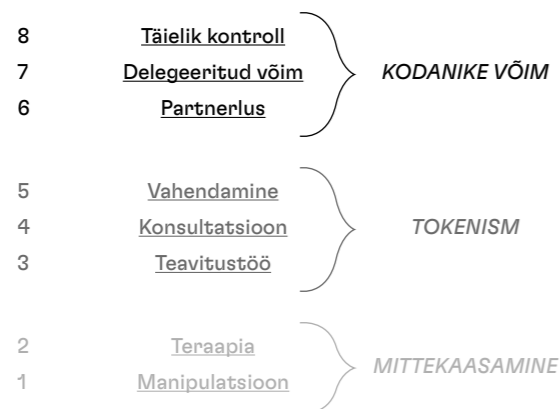 8 Täielik kontroll
7 Delegeeritud võim KODANIKE VÕIM
6 Partnerlus
5 Vahendamine
4 Konsultatsioon TOKENISM
3 Teavitustöö
2 Teraapia
MITTEKAASAMINE
1 Manipulatsioon